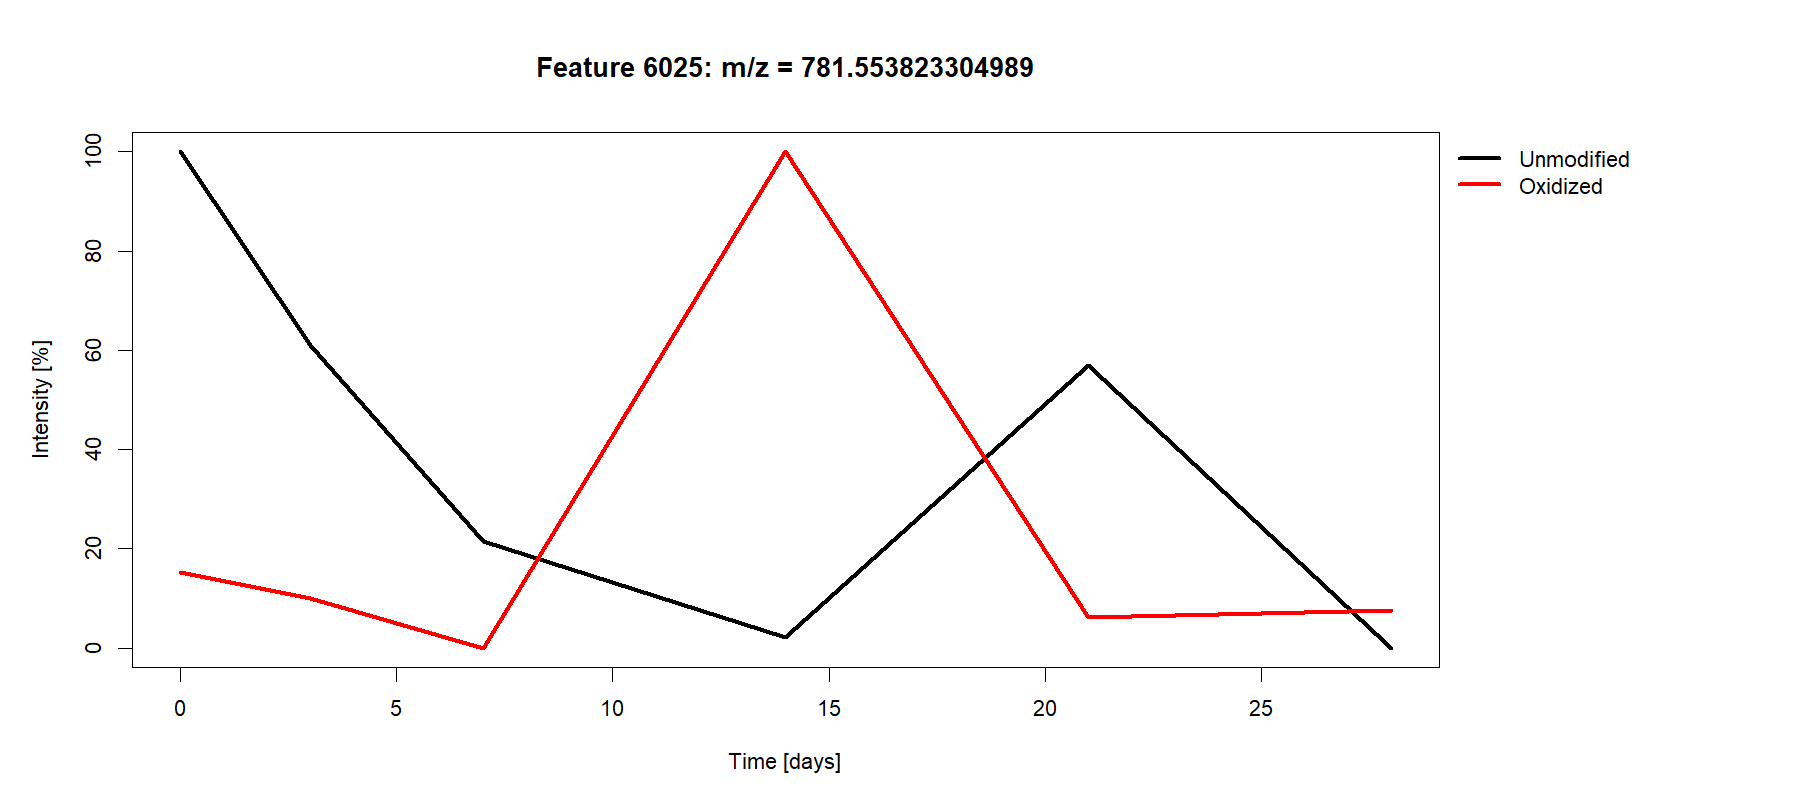 Feature 6025: m/z = 781.553823304989
Unmodified
Oxidized
Intensity [%]
100
80
60
40
20
0
0 5 10 15 20 25
Time [days]